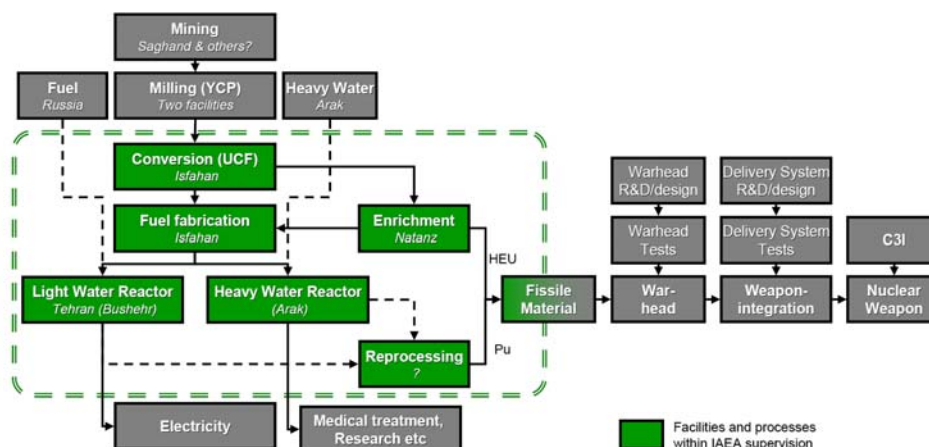 Mining
Saghand & others?
Fuel
Russia
Milling (YCP)
Two facilities
Heavy Water
Arak
Conversion (UCF)
Isfahan
Fuel fabrication
Isfahan
Enrichment
Natanz
HEU
Light Water Reactor
Tehran (Bushehr)
Heavy Water Reactor
(Arak)
Reprocessing
?
Pu
Fissile
Material
Warhead
R&D/design
Warhead
Tests
War-
head
Delivery System
R&D/design
Delivery System
Tests
Weapon-
integration
C3I
Nuclear
Weapon
Electricity
Medical treatment,
Research etc
Facilities and processes
within IAEA supervision